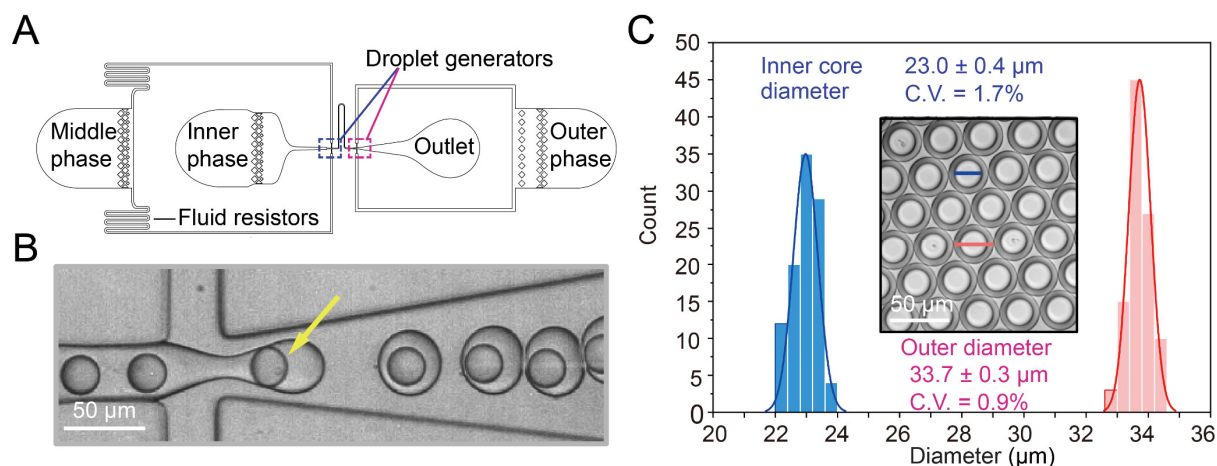 A
Droplet generators
Middle
phase
Inner
phase
Outlet
Outer
phase
Fluid resistors
B
50 µm
C
50
45
40
35
30
25
20
15
10
5
0
Count
Inner core
diameter
23.0 ± 0.4 µm
C.V. = 1.7%
50 µm
Outer diameter
33.7 ± 0.3 µm
C.V. = 0.9%
20 22 24 26 28 30 32 34 36
Diameter (µm)